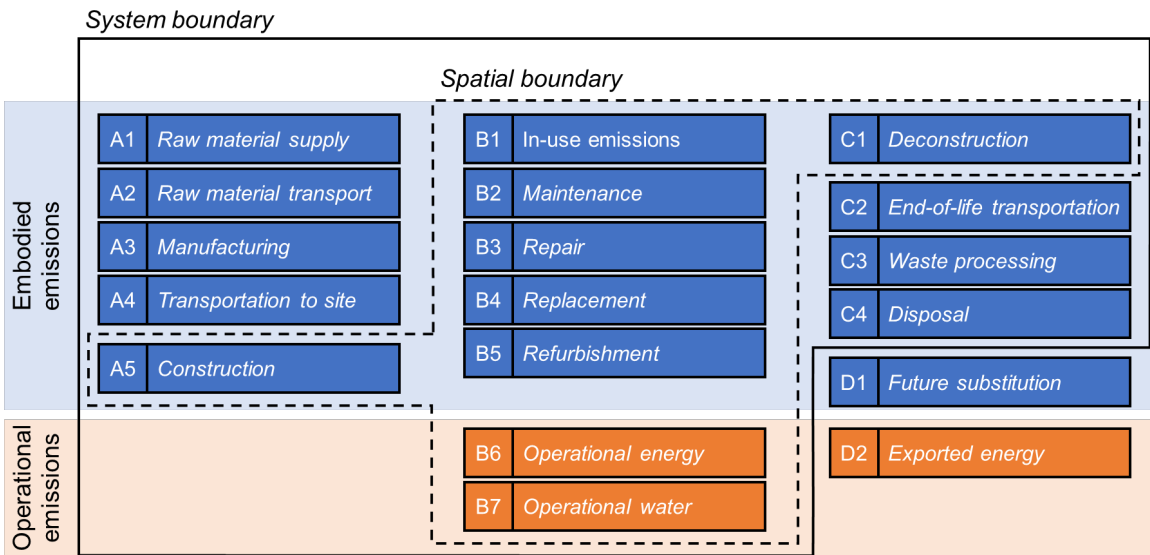 System boundary
Spatial boundary
Embodied
emissions
A1 Raw material supply
A2 Raw material transport
A3 Manufacturing
A4 Transportation to site
A5 Construction
B1 In-use emissions
B2 Maintenance
B3 Repair
B4 Replacement
B5 Refurbishment
C1 Deconstruction
C2 End-of-life transportation
C3 Waste processing
C4 Disposal
D1 Future substitution
Operational
emissions
B6 Operational energy
B7 Operational water
D2 Exported energy